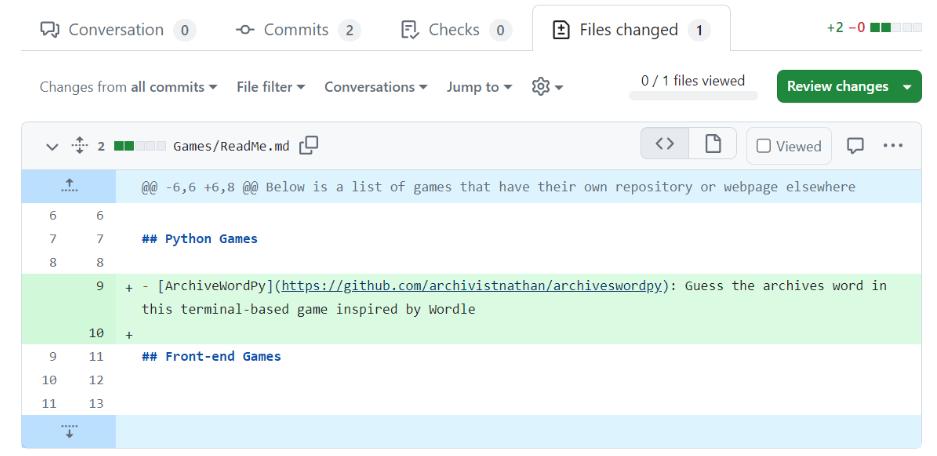 Conversation 0 Commits 2 Checks 0 Files changed 1 +2 −0
Changes from all commits File filter Conversations Jump to 0 / 1 files viewed Review changes
2 Games/ReadMe.md Viewed
@@ -6,6 +6,8 @@ Below is a list of games that have their own repository or webpage elsewhere
6 6
7 7 ## Python Games
8 8
9 + - [ArchiveWordPy](https://github.com/archivistnathan/archiveswordpy): Guess the archives word in
this terminal-based game inspired by Wordle
10 +
9 11 ## Front-end Games
10 12
11 13